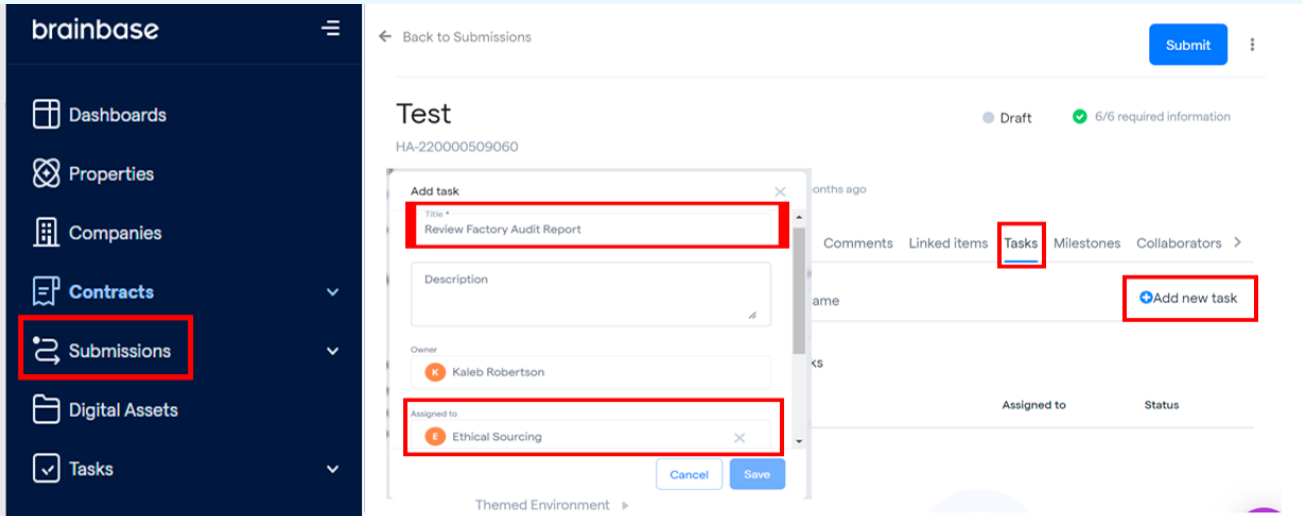 brainbase
Dashboards
Properties
Companies
Contracts
Submissions
Digital Assets
Tasks
Back to Submissions
Submit
Test
Draft
6/6 required information
HA-220000509060
onths ago
Comments Linked items Tasks Milestones Collaborators
ame
Add new task
ks
Assigned to Status
Add task
Title *
Review Factory Audit Report
Description
Owner
K Kaleb Robertson
Assigned to
E Ethical Sourcing
Cancel Save
Themed Environment